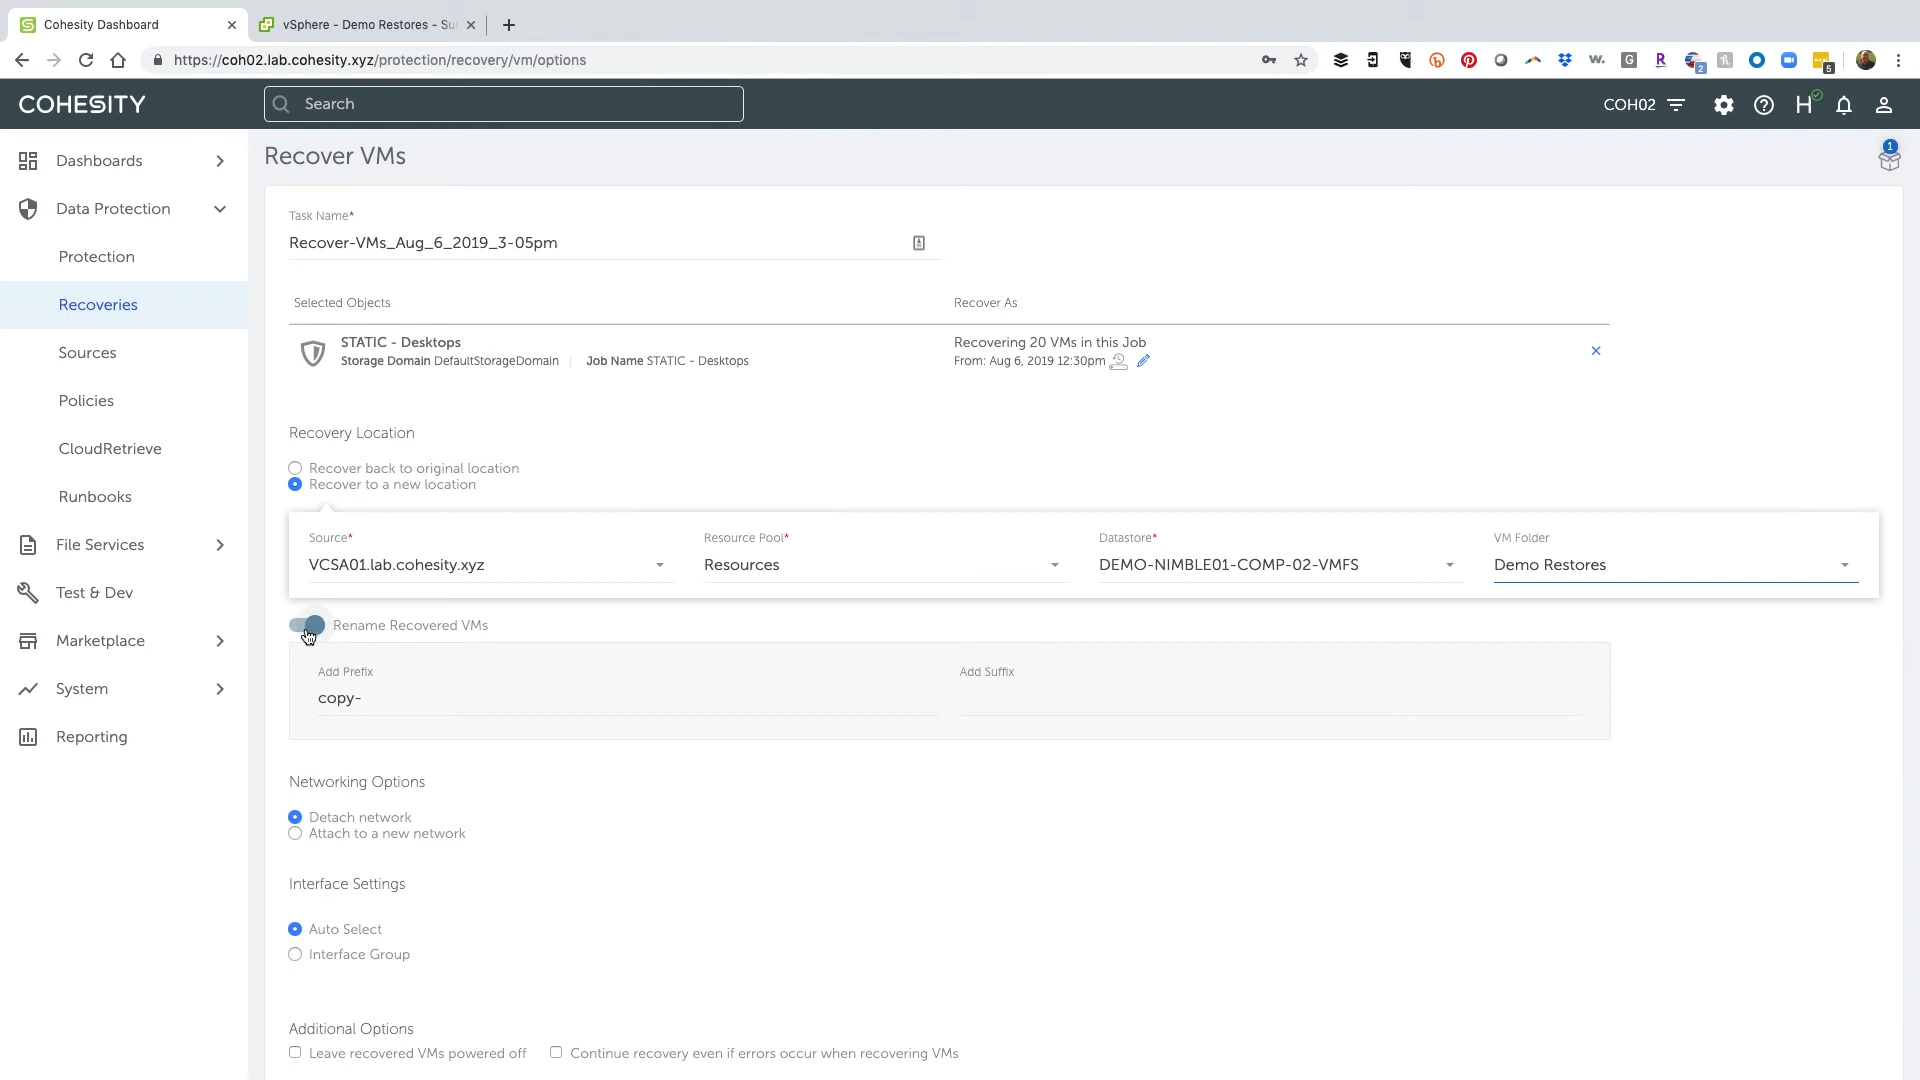 Cohesity Dashboard
vSphere - Demo Restores - Su
https://coh02.lab.cohesity.xyz/protection/recovery/vm/options
2
5
COHESITY
Search
COH02
H
Dashboards
Data Protection
Protection
Recoveries
Sources
Policies
CloudRetrieve
Runbooks
File Services
Test & Dev
Marketplace
System
Reporting
Recover VMs
1
Task Name*
Recover-VMs_Aug_6_2019_3-05pm
Selected Objects
Recover As
STATIC - Desktops
Storage Domain DefaultStorageDomain
Job Name STATIC - Desktops
Recovering 20 VMs in this Job
From: Aug 6, 2019 12:30pm
Recovery Location
Recover back to original location
Recover to a new location
Source*
VCSA01.lab.cohesity.xyz
Resource Pool*
Resources
Datastore*
DEMO-NIMBLE01-COMP-02-VMFS
VM Folder
Demo Restores
Rename Recovered VMs
Add Prefix
copy-
Add Suffix
Networking Options
Detach network
Attach to a new network
Interface Settings
Auto Select
Interface Group
Additional Options
Leave recovered VMs powered off
Continue recovery even if errors occur when recovering VMs